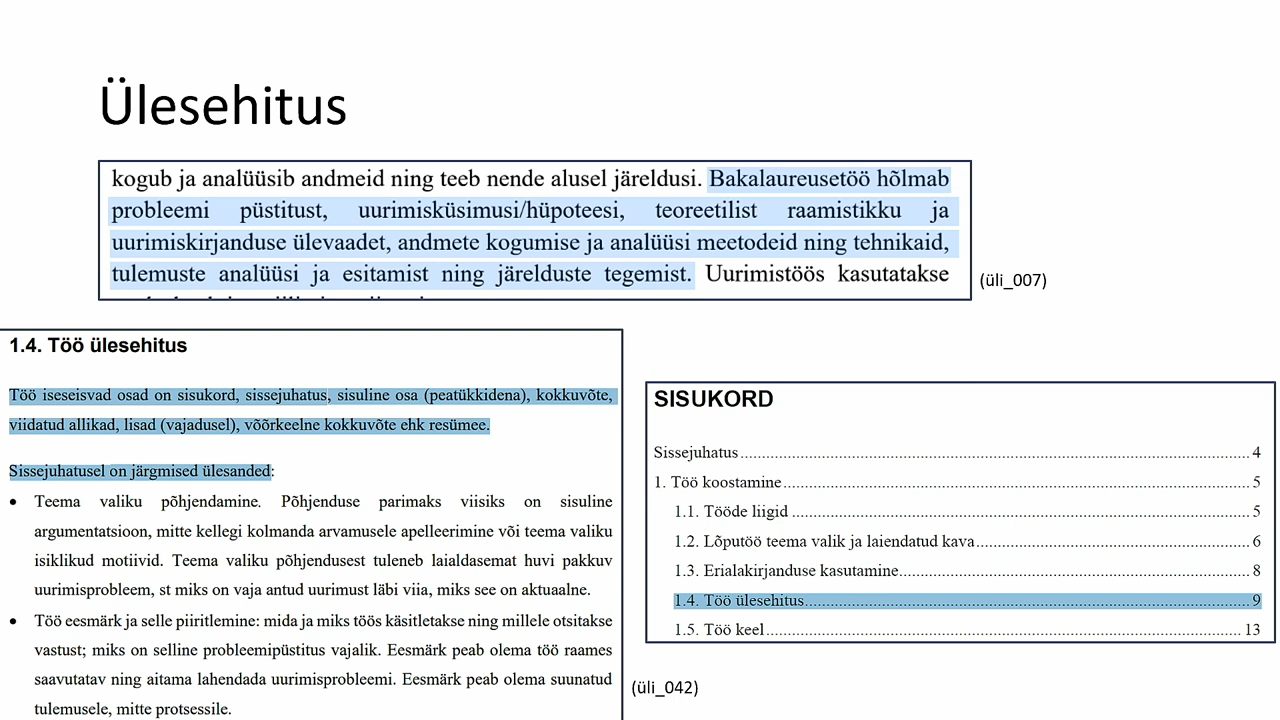 Ülesehitus
kogub ja analüüsib andmeid ning teeb nende alusel järeldusi. Bakalaureusetöö hõlmab
probleemi püstitust, uurimisküsimusi/hüpoteesi, teoreetilist raamistikku ja
uurimiskirjanduse ülevaadet, andmete kogumise ja analüüsi meetodeid ning tehnikaid,
tulemuste analüüsi ja esitamist ning järelduste tegemist. Uurimistöös kasutatakse
(üli_007)
1.4. Töö ülesehitus
Töö iseseisvad osad on sisukord, sissejuhatus, sisuline osa (peatükkidena), kokkuvõte,
viidatud allikad, lisad (vajadusel), võõrkeelne kokkuvõte ehk resümee.
Sissejuhatusel on järgmised ülesanded:
• Teema valiku põhjendamine. Põhjenduse parimaks viisiks on sisuline
argumentatsioon, mitte kellegi kolmanda arvamusele apelleerimine või teema valiku
isiklikud motiivid. Teema valiku põhjendusest tuleneb laialdasemat huvi pakkuv
uurimisprobleem, st miks on vaja antud uurimust läbi viia, miks see on aktuaalne.
• Töö eesmärk ja selle piiritlemine: mida ja miks töös käsitletakse ning millele otsitakse
vastust; miks on selline probleemipüstitus vajalik. Eesmärk peab olema töö raames
saavutatav ning aitama lahendada uurimisprobleemi. Eesmärk peab olema suunatud
tulemusele, mitte protsessile.
SISUKORD
Sissejuhatus 4
1. Töö koostamine 5
1.1. Tööde liigid 5
1.2. Lõputöö teema valik ja laiendatud kava 6
1.3. Erialakirjanduse kasutamine 8
1.4. Töö ülesehitus 9
1.5. Töö keel 13
(üli_042)